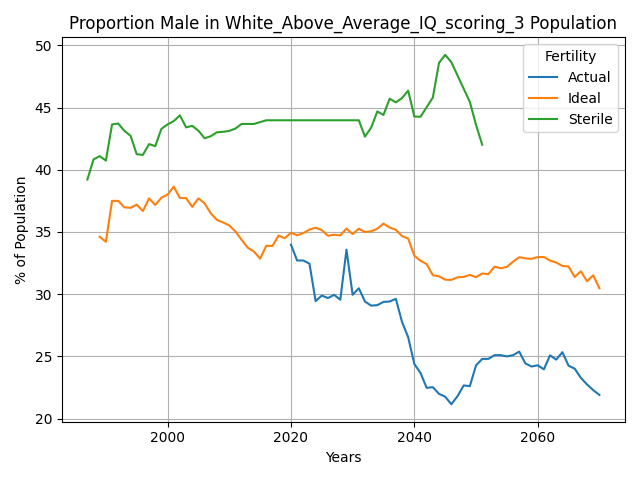 Proportion Male in White_Above_Average_IQ_scoring_3 Population
Fertility
Actual
Ideal
Sterile
% of Population
50
45
40
35
30
25
20
2000
2020
2040
2060
Years